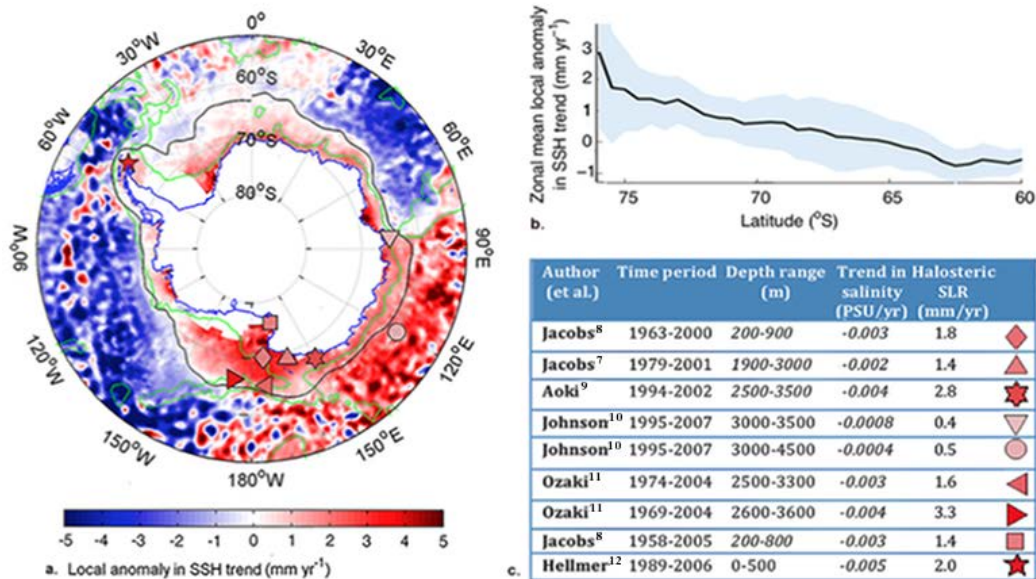 0°
30°E
60°E
90°E
120°E
150°E
180°W
150°W
120°W
90°W
60°W
30°W
60°S
70°S
80°S
-5 -4 -3 -2 -1 0 1 2 3 4 5
a. Local anomaly in SSH trend (mm yr-1)
Zonal mean local anomaly
in SSH trend (mm yr-1)
3
2
1
0
-1
75 70 65 60
Latitude (°S)
b.
Author (et al.) Time period Depth range (m) Trend in salinity (PSU/yr) Halosteric SLR (mm/yr)
Jacobs8 1963-2000 200-900 -0.003 1.8
Jacobs7 1979-2001 1900-3000 -0.002 1.4
Aoki9 1994-2002 2500-3500 -0.004 2.8
Johnson10 1995-2007 3000-3500 -0.0008 0.4
Johnson10 1995-2007 3000-4500 -0.0004 0.5
Ozaki11 1974-2004 2500-3300 -0.003 1.6
Ozaki11 1969-2004 2600-3600 -0.004 3.3
Jacobs8 1958-2005 200-800 -0.003 1.4
Hellmer12 1989-2006 0-500 -0.005 2.0
c.